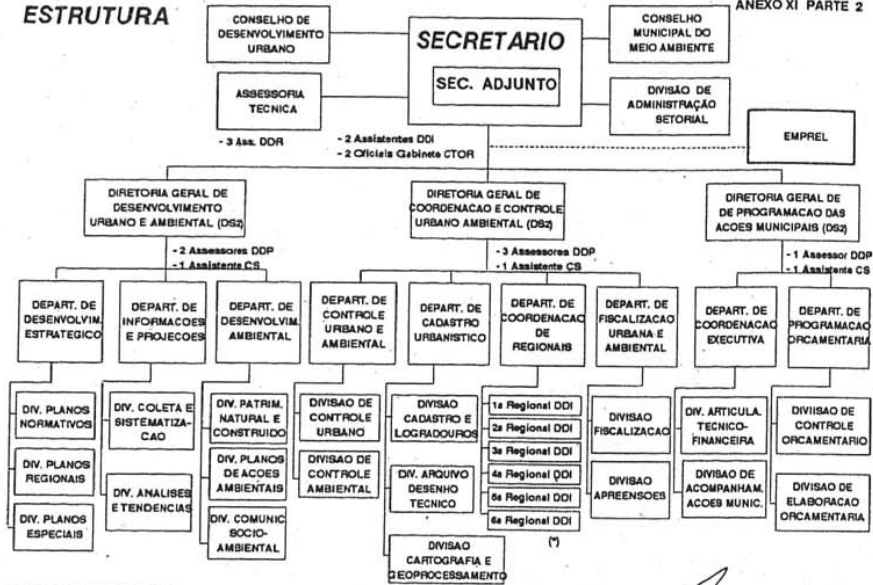 ESTRUTURA
ANEXO XI PARTE 2
CONSELHO DE
DESENVOLVIMENTO
URBANO
SECRETARIO
SEC. ADJUNTO
CONSELHO
MUNICIPAL DO
MEIO AMBIENTE
ASSESSORIA
TECNICA
DIVISÃO DE
ADMINISTRAÇÃO
SETORIAL
- 3 Ass. DDR
- 2 Assistentes DDI
- 2 Oficiais Gabinete CTOR
EMPREL
DIRETORIA GERAL DE
DESENVOLVIMENTO
URBANO E AMBIENTAL (DS2)
DIRETORIA GERAL DE
COORDENACAO E CONTROLE
URBANO AMBIENTAL (DS2)
DIRETORIA GERAL DE
DE PROGRAMACAO DAS
ACOES MUNICIPAIS (DS2)
- 2 Assessores DDP
- 1 Assistente CS
- 3 Assessores DDP
- 1 Assistente CS
- 1 Assessor DDP
- 1 Assistente CS
DEPART. DE
DESENVOLVIM.
ESTRATEGICO
DEPART. DE
INFORMACOES
E PROJECOES
DEPART. DE
DESENVOLVIM.
AMBIENTAL
DEPART. DE
CONTROLE
URBANO E
AMBIENTAL
DEPART. DE
CADASTRO
URBANISTICO
DEPART. DE
COORDENACAO
DE
REGIONAIS
DEPART. DE
FISCALIZACAO
URBANA E
AMBIENTAL
DEPART. DE
COORDENACAO
EXECUTIVA
DEPART. DE
PROGRAMACAO
ORCAMENTARIA
DIV. PLANOS
NORMATIVOS
DIV. PLANOS
REGIONAIS
DIV. PLANOS
ESPECIAIS
DIV. COLETA E
SISTEMATIZA-
CAO
DIV. ANALISES
E TENDENCIAS
DIV. PATRIM.
NATURAL E
CONSTRUIDO
DIV. PLANOS
DE ACOES
AMBIENTAIS
DIV. COMUNIC.
SOCIO-
AMBIENTAL
DIVISAO DE
CONTROLE
URBANO
DIVISAO DE
CONTROLE
AMBIENTAL
DIVISAO
CADASTRO E
LOGRADOUROS
DIV. ARQUIVO
DESENHO
TECNICO
DIVISAO
CARTOGRAFIA E
GEOPROCESSAMENTO
1a Regional DDI
2a Regional DDI
3a Regional DDI
4a Regional DDI
5a Regional DDI
6a Regional DDI
(*)
DIVISAO
FISCALIZACAO
DIVISAO
APREENSOES
DIV. ARTICULA.
TECNICO-
FINANCEIRA
DIVISAO DE
ACOMPANHAM.
ACOES MUNIC.
DIVIISAO DE
CONTROLE
ORCAMENTARIO
DIVISAO DE
ELABORACAO
ORCAMENTARIA